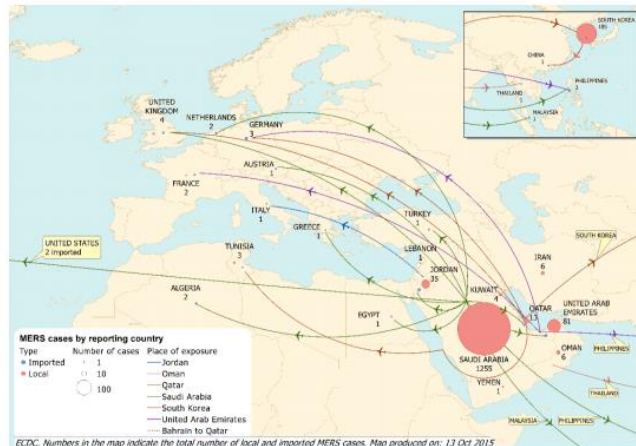 SOUTH KOREA
185
CHINA
1
PHILIPPINES
2
THAILAND
1
MALAYSIA
1
UNITED
KINGDOM
4
NETHERLANDS
2
GERMANY
3
AUSTRIA
1
FRANCE
2
ITALY
1
GREECE
1
TURKEY
1
SOUTH KOREA
UNITED STATES
2 imported
TUNISIA
3
LEBANON
1
JORDAN
35
IRAN
6
ALGERIA
2
KUWAIT
4
QATAR
13
UNITED ARAB
EMIRATES
81
EGYPT
1
PHILIPPINES
SAUDI ARABIA
1255
OMAN
6
YEMEN
1
THAILAND
MALAYSIA
PHILIPPINES
MERS cases by reporting country
Type
Imported
Local
Number of cases
1
10
100
Place of exposure
Jordan
Oman
Qatar
Saudi Arabia
South Korea
United Arab Emirates
Bahrain to Qatar
ECDC. Numbers in the map indicate the total number of local and imported MERS cases. Map produced on: 13 Oct 2015